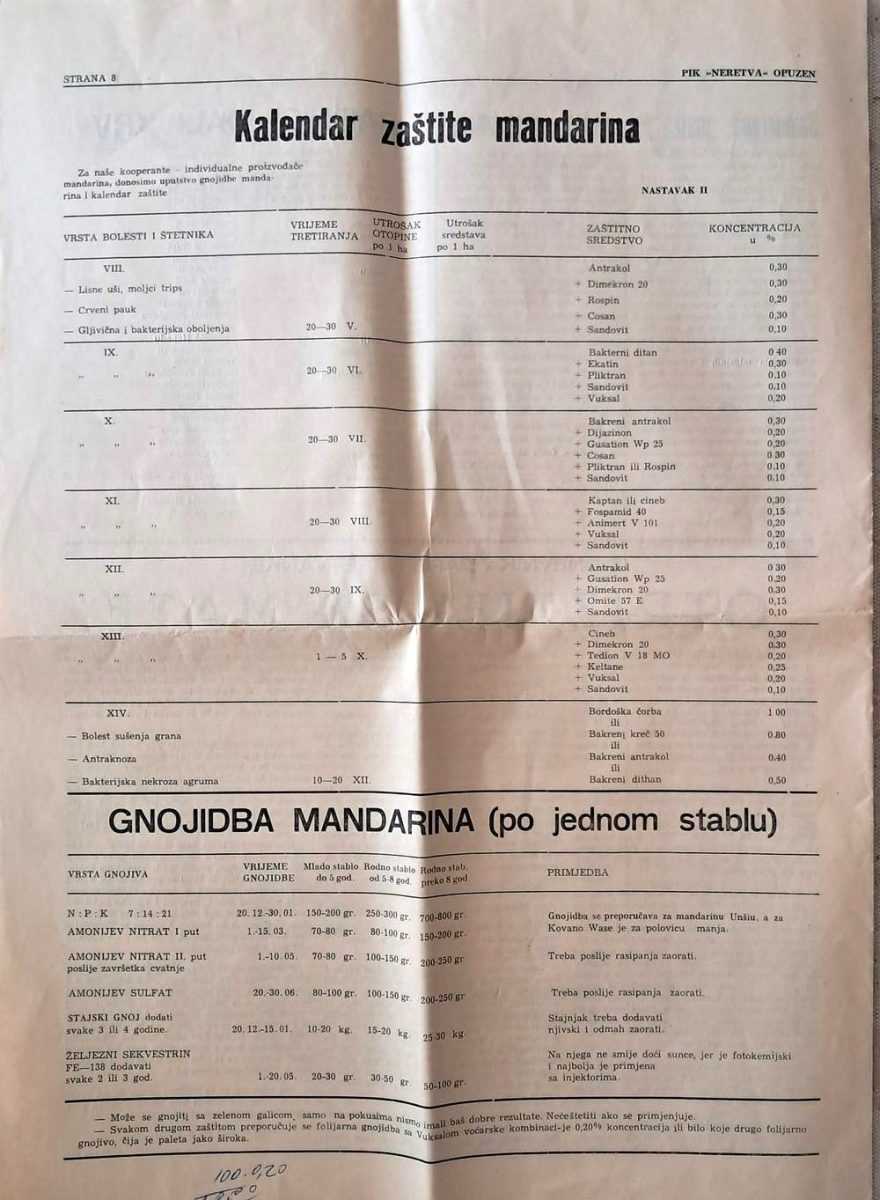 STRANA 8
PIK »NERETVA« OPUZEN
Kalendar zaštite mandarina
Za naše kooperante - individualne proizvođače
mandarina, donosimo uputstvo gnojidbe manda-
rina i kalendar zaštite
NASTAVAK II
VRSTA BOLESTI I ŠTETNIKA VRIJEME TRETIRANJA UTROŠAK OTOPINE po 1 ha Utrošak sredstava po 1 ha ZAŠTITNO SREDSTVO KONCENTRACIJA u %
VIII. Antrakol 0,30
— Lisne uši, moljci trips + Dimekron 20 0,30
+ Rospin 0,20
— Crveni pauk + Cosan 0,30
— Gljivična i bakterijska oboljenja 20—30 V. + Sandovit 0,10
IX. Bakterni ditan 0 40
+ Ekatin 0,30
„ „ „ 20—30 VI. + Pliktran 0,10
+ Sandovit 0,10
+ Vuksal 0,20
X. Bakreni antrakol 0,30
+ Dijazinon 0,20
„ „ „ 20—30 VII. + Gusation Wp 25 0,20
+ Cosan 0 30
+ Pliktran ili Rospin 0,10
+ Sandovit 0,10
XI. Kaptan ili cineb 0,30
+ Fospamid 40 0,15
„ „ „ 20—30 VIII. + Animert V 101 0,20
+ Vuksal 0,20
+ Sandovit 0,10
XII. Antrakol 0 30
+ Gusation Wp 25 0,20
„ „ „ 20—30 IX. + Dimekron 20 0,30
+ Omite 57 E 0,15
+ Sandovit 0,10
XIII. Cineb 0,30
+ Dimekron 20 0,30
„ „ „ 1 — 5 X. + Tedion V 18 MO 0,20
+ Keltane 0,25
+ Vuksal 0,20
+ Sandovit 0,10
XIV. Bordoška čorba 1 00
ili
— Bolest sušenja grana Bakreni kreč 50 0.80
ili
— Antraknoza Bakreni antrakol 0,40
ili
— Bakterijska nekroza agruma 10—20 XII. Bakreni dithan 0,50
GNOJIDBA MANDARINA (po jednom stablu)
VRSTA GNOJIVA VRIJEME GNOJIDBE Mlado stablo do 5 god. Rodno stablo od 5-8 god. Rodno stab. preko 8 god. PRIMJEDBA
N : P : K 7 : 14 : 21 20. 12.-30. 01. 150-200 gr. 250-300 gr. 700-800 gr. Gnojidba se preporučava za mandarinu Unšiu, a za
AMONIJEV NITRAT I put 1.-15. 03. 70-80 gr. 80-100 gr. 150-200 gr. Kovano Wase je za polovicu manja.
AMONIJEV NITRAT II. put 1.-10. 05. 70-80 gr. 100-150 gr. 200-250 gr Treba poslije rasipanja zaorati.
poslije završetka cvatnje
AMONIJEV SULFAT 20.-30. 06. 80-100 gr. 100-150 gr. 200-250 gr Treba poslije rasipanja zaorati.
STAJSKI GNOJ dodati Stajnjak treba dodavati
svake 3 ili 4 godine. 20. 12.-15. 01. 10-20 kg. 15-20 kg. 25-30 kg. njivski i odmah zaorati.
ŽELJEZNI SEKVESTRIN Na njega ne smije doći sunce, jer je fotokemijski
FE—138 dodavati i najbolja je primjena
svake 2 ili 3 god. 1.-20. 05. 20-30 gr. 30-50 gr 50-100 gr. sa injektorima.
— Može se gnojiti sa zelenom galicom, samo na pokusima nismo imali baš dobre rezultate. Nećeštetiti ako se primjenjuje.
— Svakom drugom zaštitom preporučuje se folijarna gnojidba sa Vuksalom voćarske kombinaci-je 0,20% koncentracija ili bilo koje drugo folijarno
gnojivo, čija je paleta jako široka.
100.0,20